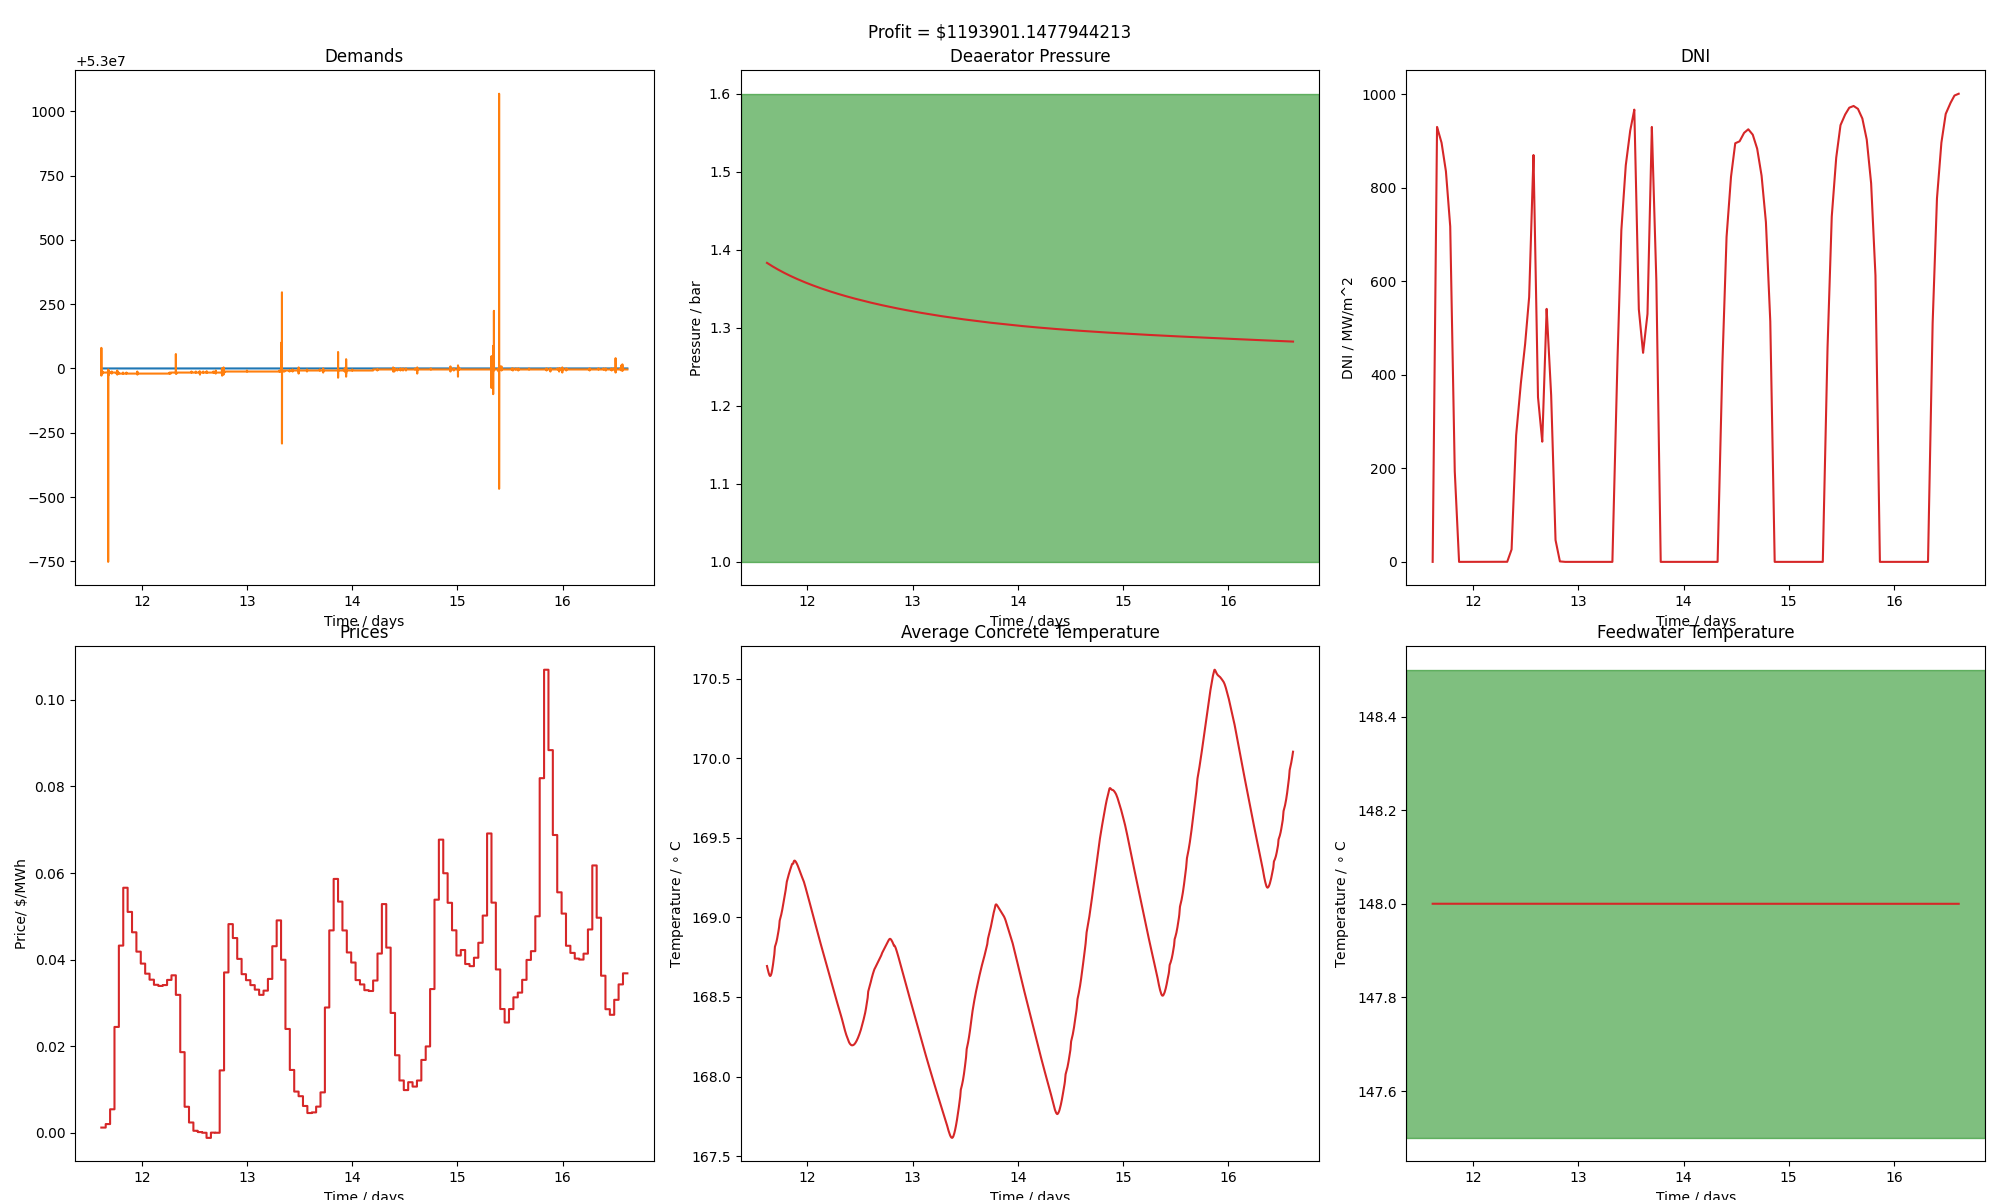 Profit = $1193901.1477944213
Demands
+5.3e7
1000
750
500
250
0
−250
−500
−750
12 13 14 15 16
Time / days
Deaerator Pressure
Pressure / bar
1.6
1.5
1.4
1.3
1.2
1.1
1.0
12 13 14 15 16
Time / days
DNI
DNI / MW/m^2
1000
800
600
400
200
0
12 13 14 15 16
Time / days
Prices
Price/ $/MWh
0.10
0.08
0.06
0.04
0.02
0.00
12 13 14 15 16
Time / days
Average Concrete Temperature
Temperature / ∘ C
170.5
170.0
169.5
169.0
168.5
168.0
167.5
12 13 14 15 16
Time / days
Feedwater Temperature
Temperature / ∘ C
148.4
148.2
148.0
147.8
147.6
12 13 14 15 16
Time / days